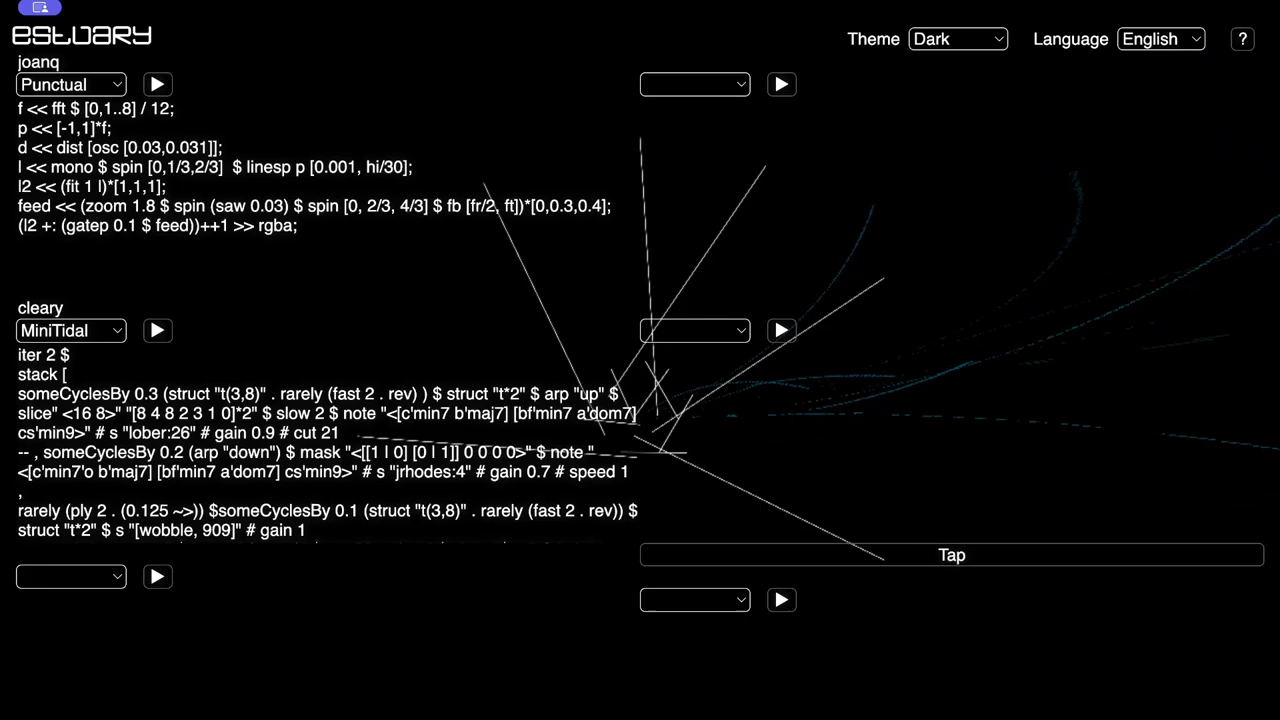 estuary
Theme Dark Language English ?
joanq
Punctual
f << fft $ [0,1..8] / 12;
p << [-1,1]*f;
d << dist [osc [0.03,0.031]];
l << mono $ spin [0,1/3,2/3]  $ linesp p [0.001, hi/30];
l2 << (fit 1 l)*[1,1,1];
feed << (zoom 1.8 $ spin (saw 0.03) $ spin [0, 2/3, 4/3] $ fb [fr/2, ft])*[0,0.3,0.4];
(l2 +: (gatep 0.1 $ feed))++1 >> rgba;
cleary
MiniTidal
iter 2 $
stack [
someCyclesBy 0.3 (struct "t(3,8)" . rarely (fast 2 . rev) ) $ struct "t*2" $ arp "up" $
slice" <16 8>" "[8 4 8 2 3 1 0]*2" $ slow 2 $ note "<[c'min7 b'maj7] [bf'min7 a'dom7]
cs'min9>" # s "lober:26" # gain 0.9 # cut 21
-- , someCyclesBy 0.2 (arp "down") $ mask "<[[1 | 0] [0 | 1]] 0 0 0 0>" $ note "
<[c'min7'o b'maj7] [bf'min7 a'dom7] cs'min9>" # s "jrhodes:4" # gain 0.7 # speed 1
,
rarely (ply 2 . (0.125 ~>)) $someCyclesBy 0.1 (struct "t(3,8)" . rarely (fast 2 . rev)) $
struct "t*2" $ s "[wobble, 909]" # gain 1
Tap